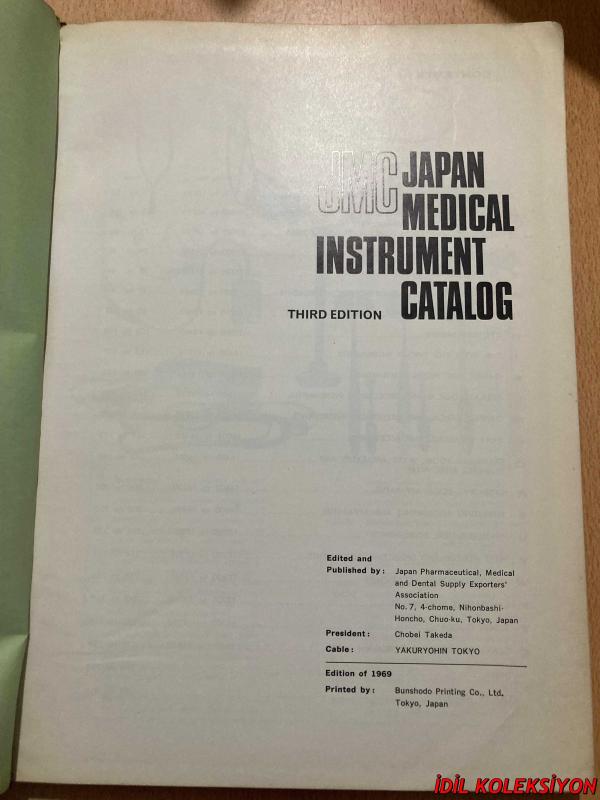 JMC JAPAN
MEDICAL
INSTRUMENT
THIRD EDITION CATALOG
Edited and
Published by: Japan Pharmaceutical, Medical
and Dental Supply Exporters'
Association
No. 7, 4-chome, Nihonbashi-
Honcho, Chuo-ku, Tokyo, Japan
President: Chobei Takeda
Cable: YAKURYOHIN TOKYO
Edition of 1969
Printed by: Bunshodo Printing Co., Ltd.
Tokyo, Japan
İDİL KOLEKSİYON